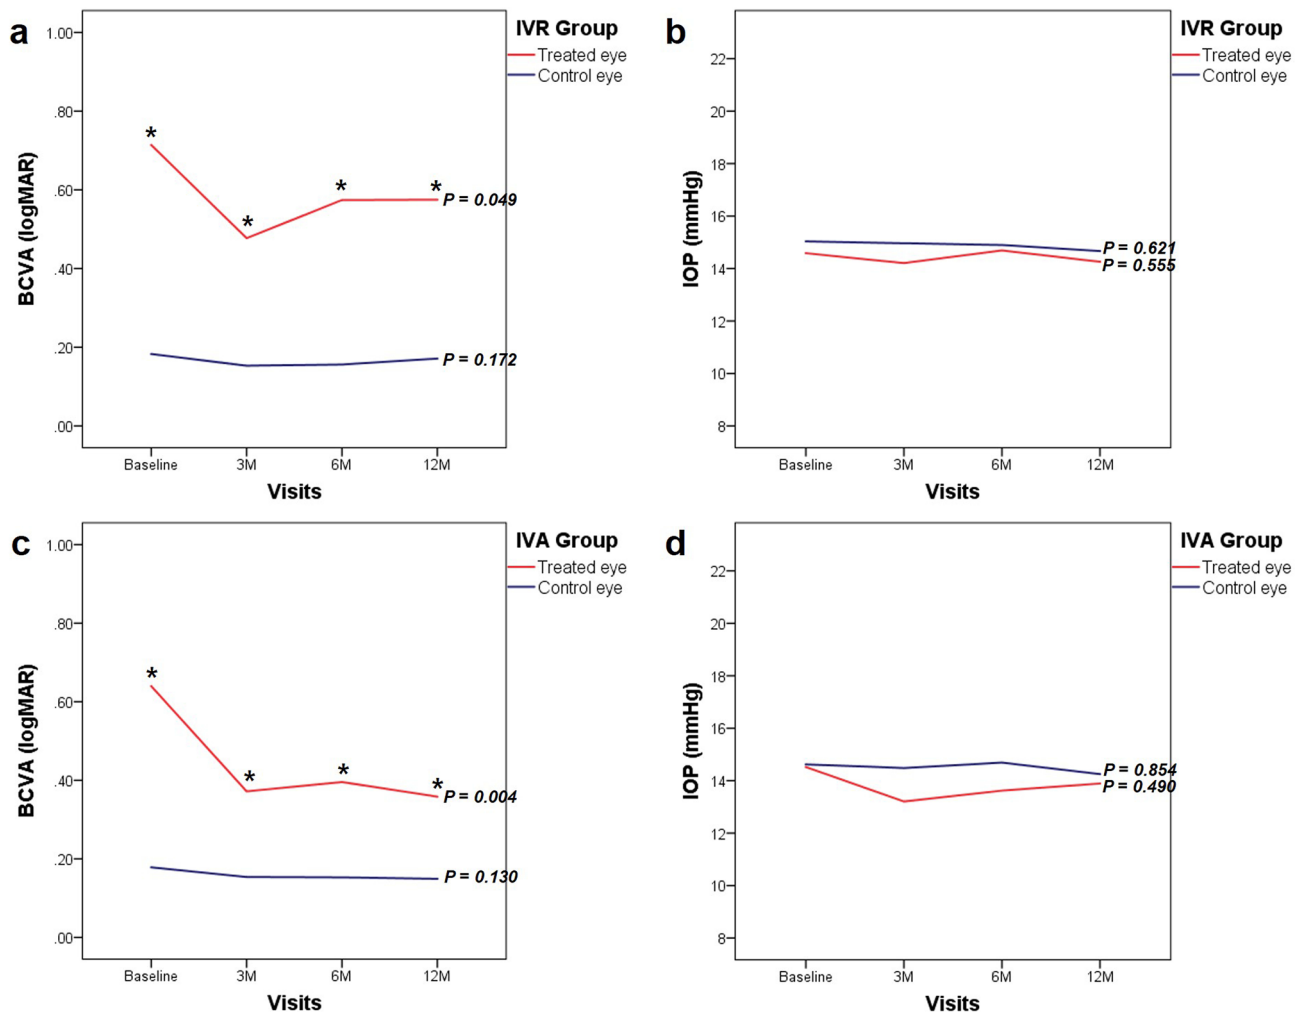 a
IVR Group
Treated eye
Control eye
1.00
.80
.60
.40
.20
.00
BCVA (logMAR)
*
*
*
*
P = 0.049
P = 0.172
Baseline
3M
6M
12M
Visits
b
IVR Group
Treated eye
Control eye
22
20
18
16
14
12
10
8
IOP (mmHg)
P = 0.621
P = 0.555
Baseline
3M
6M
12M
Visits
c
IVA Group
Treated eye
Control eye
1.00
.80
.60
.40
.20
.00
BCVA (logMAR)
*
*
*
*
P = 0.004
P = 0.130
Baseline
3M
6M
12M
Visits
d
IVA Group
Treated eye
Control eye
22
20
18
16
14
12
10
8
IOP (mmHg)
P = 0.854
P = 0.490
Baseline
3M
6M
12M
Visits